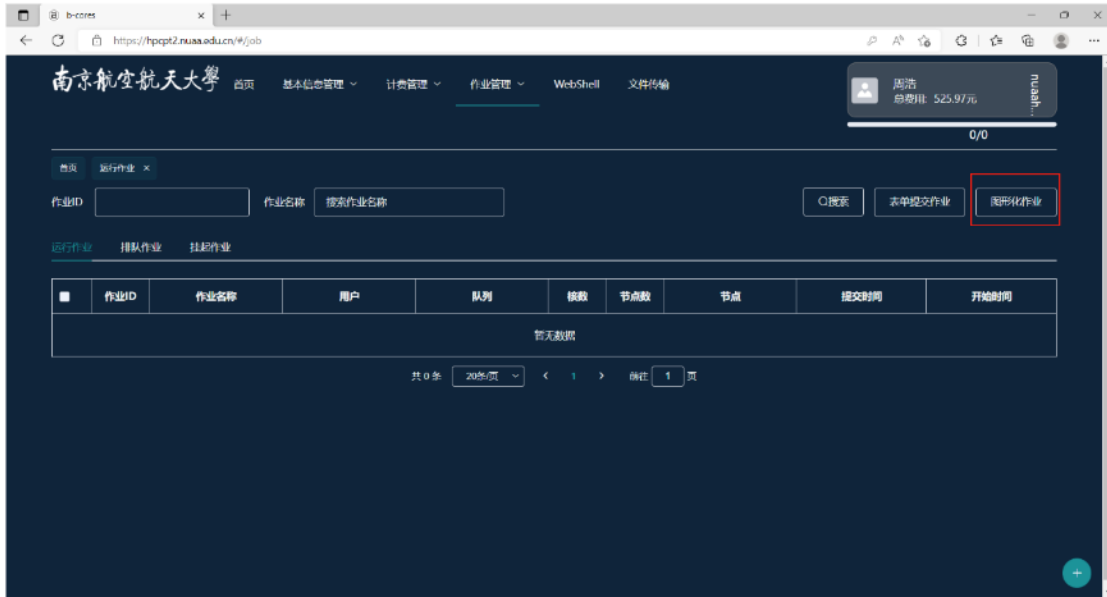 b-cores
https://hpcpt2.nuaa.edu.cn/#/job
南京航空航天大學 首页 基本信息管理 计费管理 作业管理 WebShell 文件传输
周浩
总费用: 525.97元
nuaah...
0/0
首页 运行作业 ×
作业ID 作业名称 搜索作业名称 搜索 表单提交作业 图形化作业
运行作业 排队作业 挂起作业
作业ID 作业名称 用户 队列 核数 节点数 节点 提交时间 开始时间
暂无数据
共 0 条 20条/页 1 前往 1 页